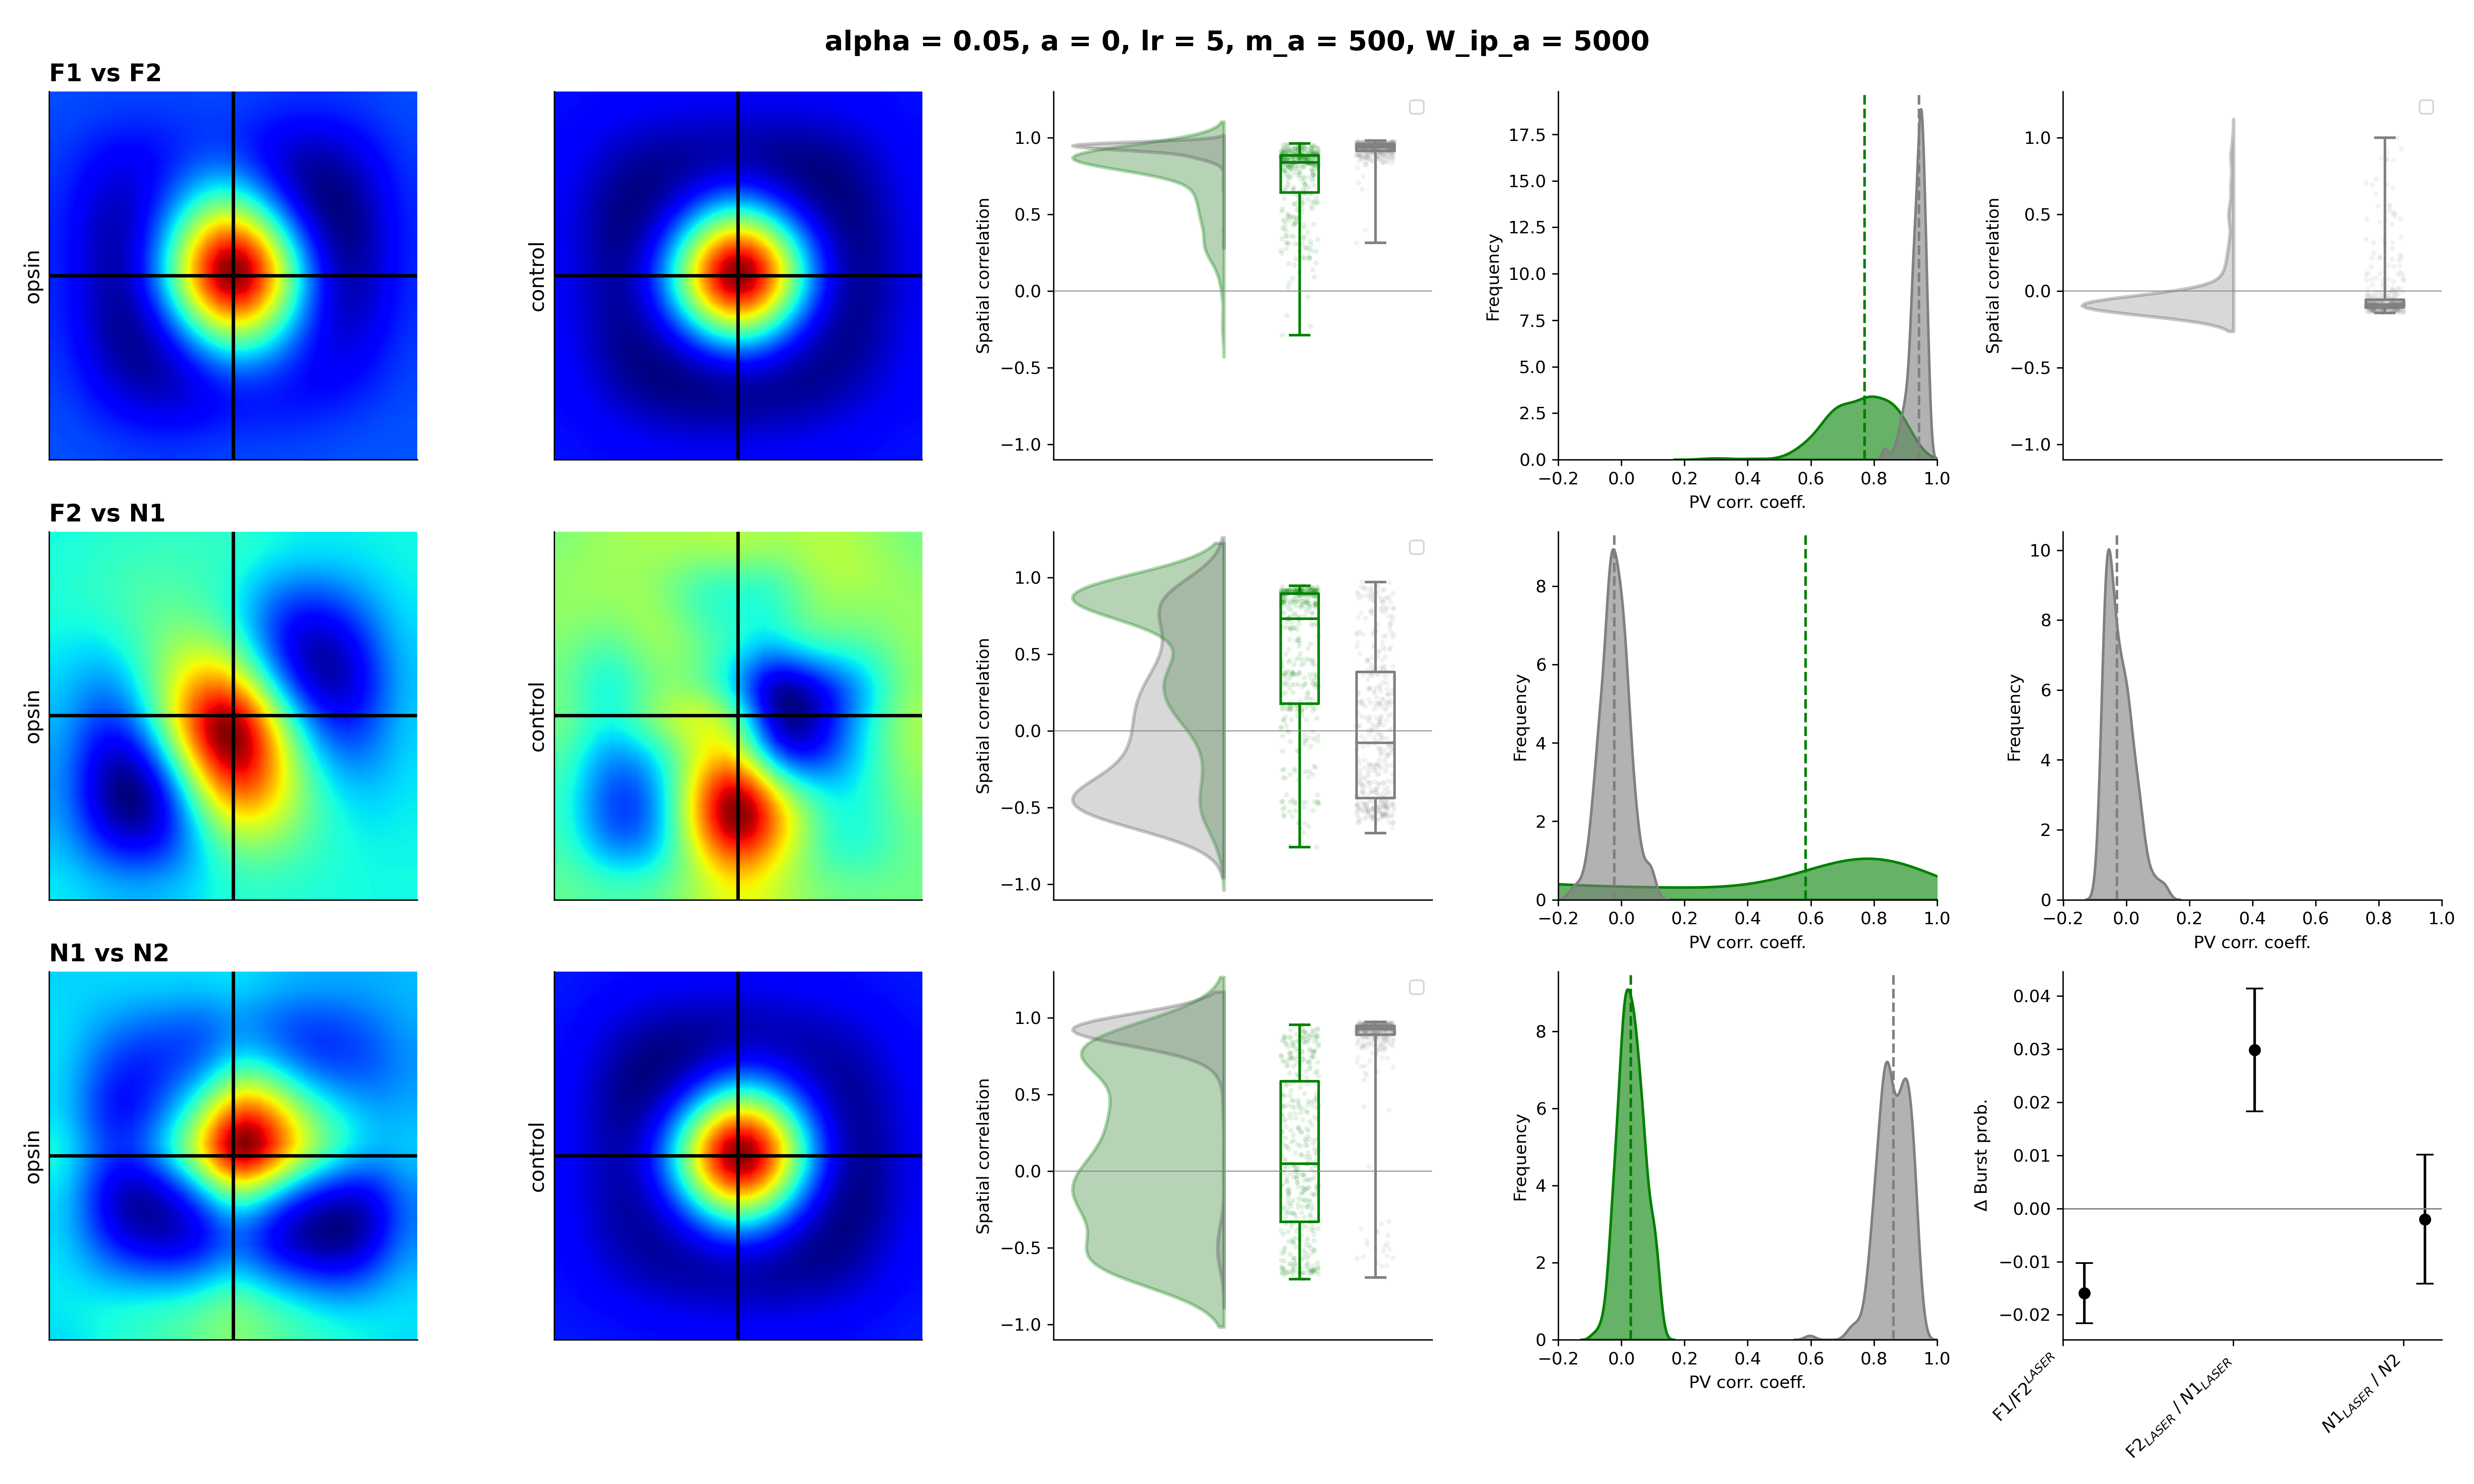 alpha = 0.05, a = 0, lr = 5, m_a = 500, W_ip_a = 5000
F1 vs F2
opsin
control
Spatial correlation
1.0
0.5
0.0
−0.5
−1.0
Frequency
17.5
15.0
12.5
10.0
7.5
5.0
2.5
0.0
−0.2 0.0 0.2 0.4 0.6 0.8 1.0
PV corr. coeff.
Spatial correlation
1.0
0.5
0.0
−0.5
−1.0
F2 vs N1
opsin
control
Spatial correlation
1.0
0.5
0.0
−0.5
−1.0
Frequency
8
6
4
2
0
−0.2 0.0 0.2 0.4 0.6 0.8 1.0
PV corr. coeff.
Frequency
10
8
6
4
2
0
−0.2 0.0 0.2 0.4 0.6 0.8 1.0
PV corr. coeff.
N1 vs N2
opsin
control
Spatial correlation
1.0
0.5
0.0
−0.5
−1.0
Frequency
8
6
4
2
0
−0.2 0.0 0.2 0.4 0.6 0.8 1.0
PV corr. coeff.
Δ Burst prob.
0.04
0.03
0.02
0.01
0.00
−0.01
−0.02
F1/F2^LASER
F2_LASER / N1_LASER
N1_LASER / N2